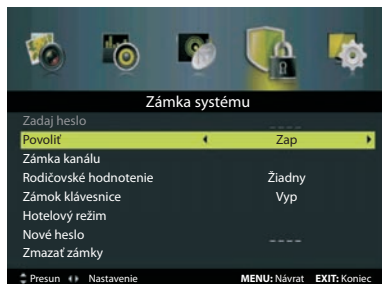 Zámka systému
Zadaj heslo _ _ _ _
Povoliť Zap
Zámka kanálu
Rodičovské hodnotenie Žiadny
Zámok klávesnice Vyp
Hotelový režim
Nové heslo _ _ _ _
Zmazať zámky
Presun Nastavenie MENU: Návrat EXIT: Koniec